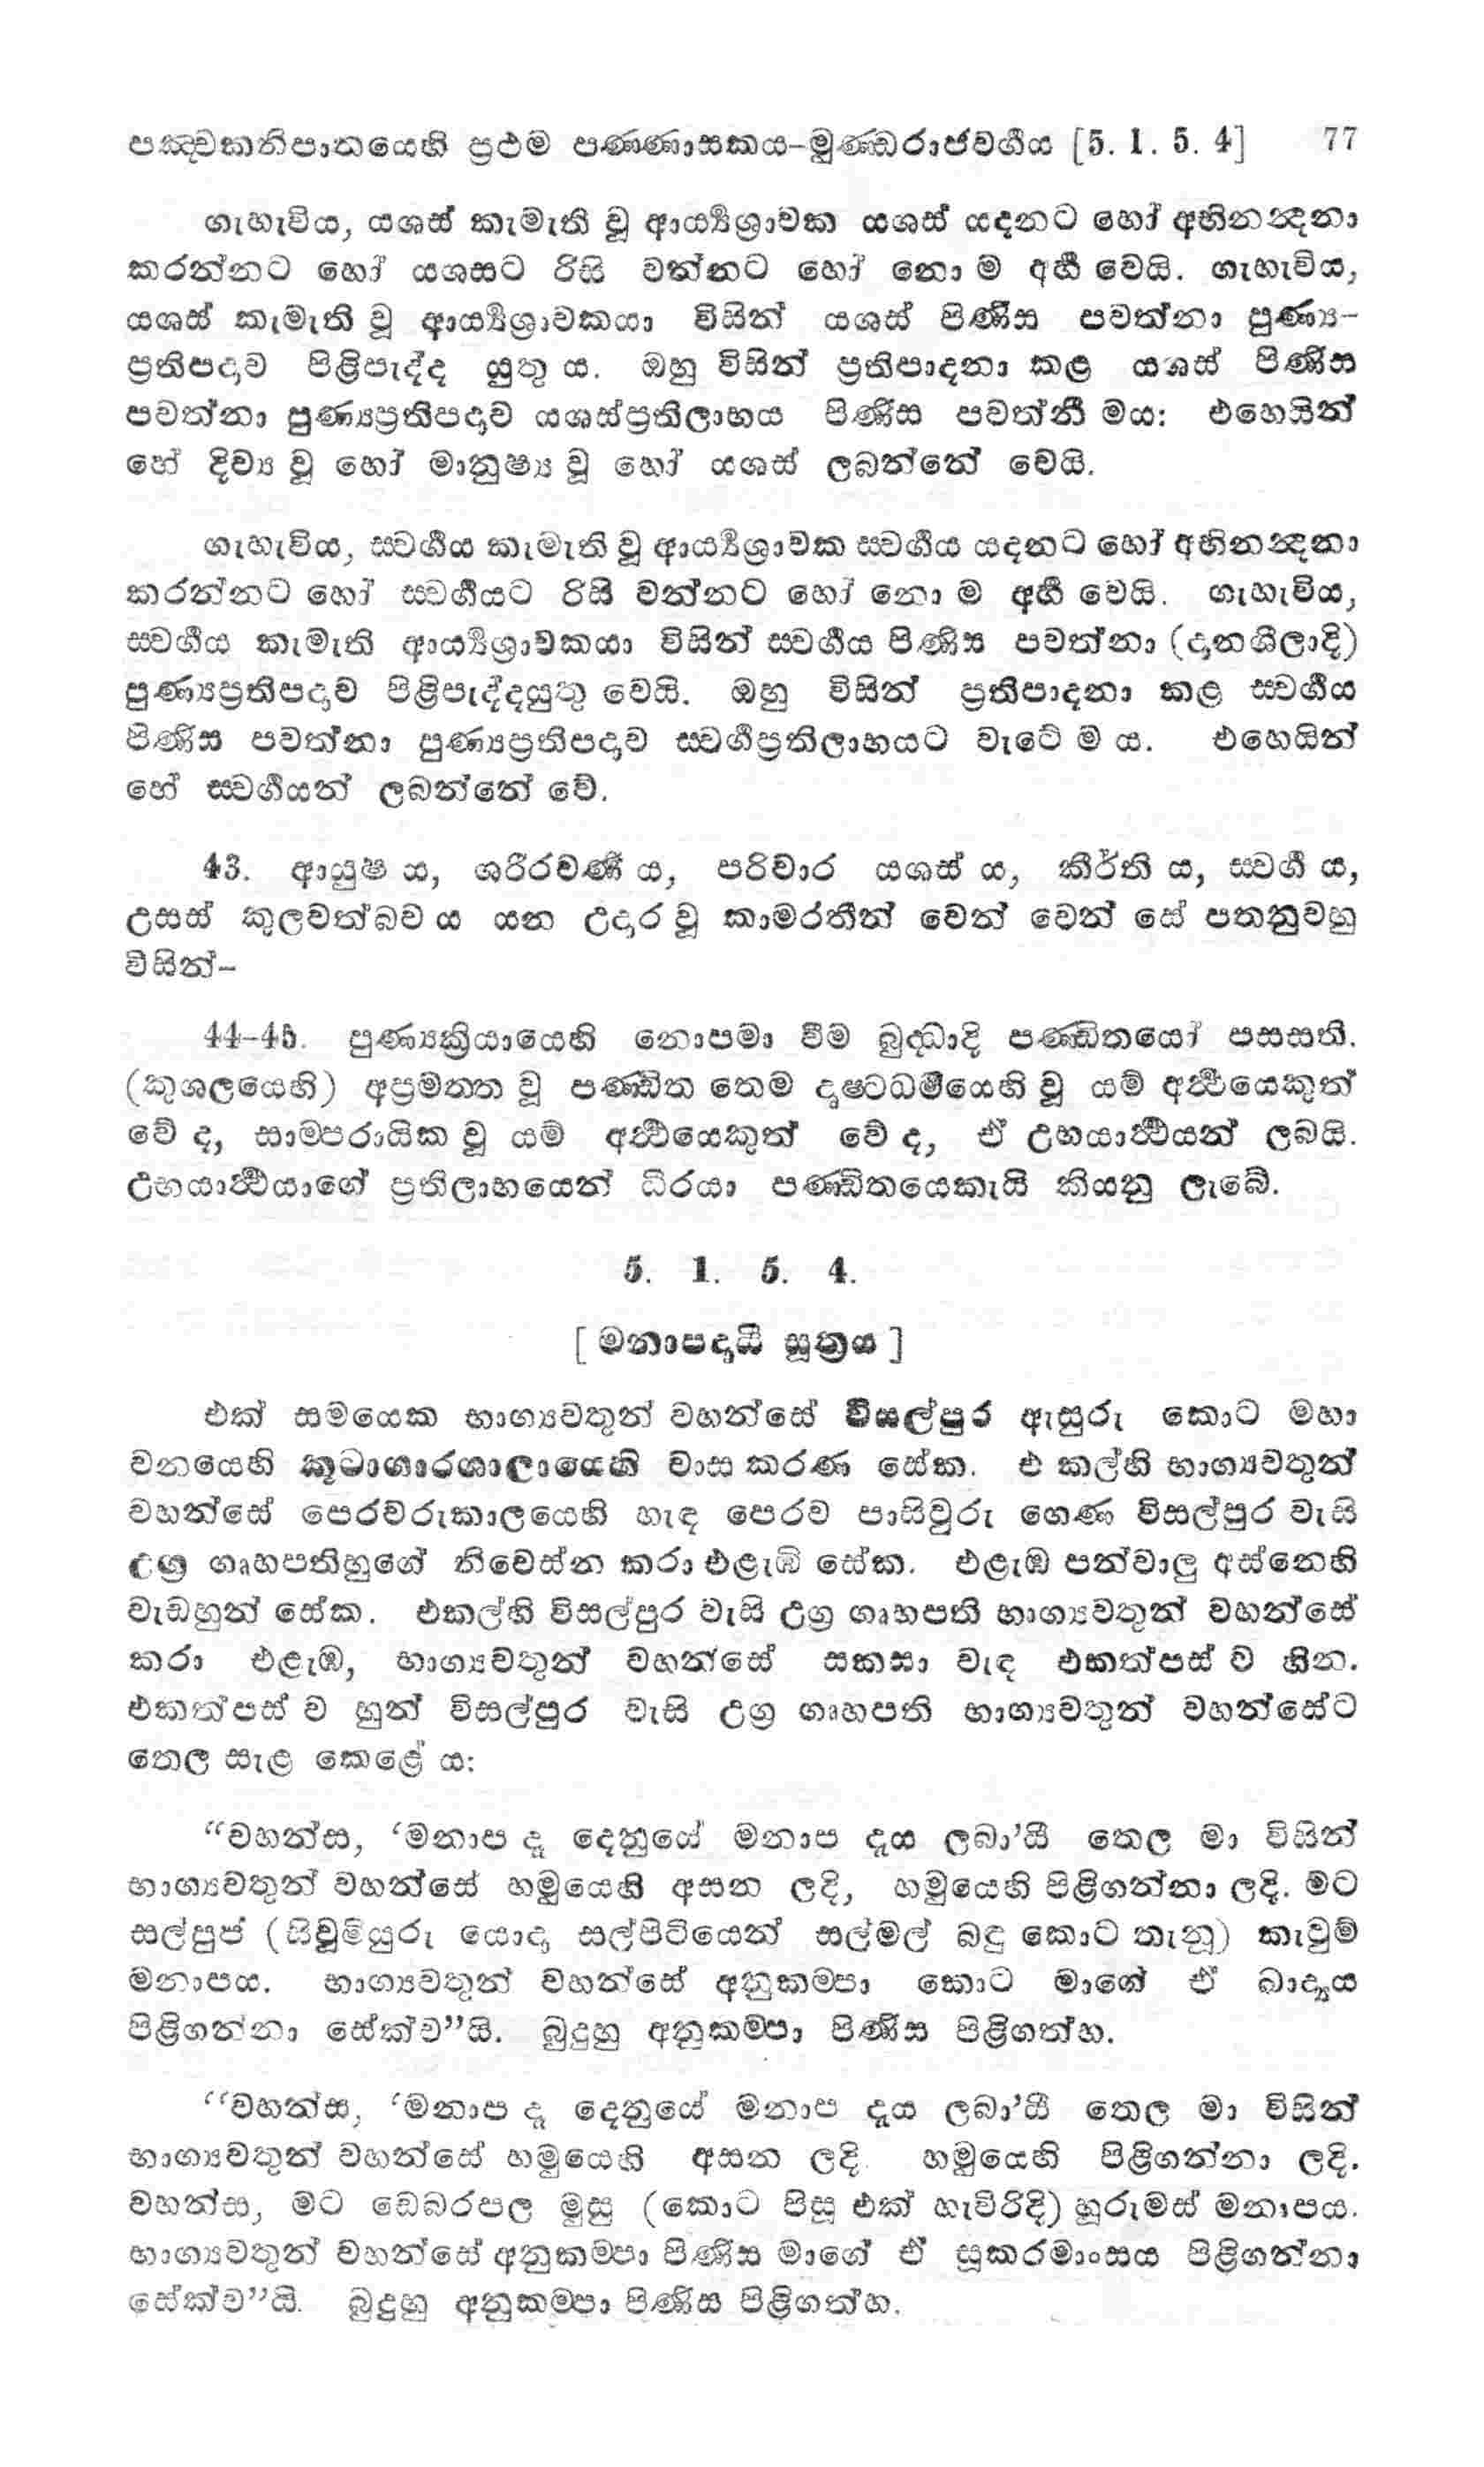 පඤ්චකනිපාතයෙහි ප්‍රථම පණ්ණාසකය-මුණ්ඩරාජවර්‍ගය [5. 1. 5. 4] 77
ගැහැවිය, යශස් කැමැති වූ ආර්‍ය්‍යශ්‍රාවක යශස් යදනට හෝ අභිනන්‍දනා
කරන්නට හෝ යශසට රිසි වන්නට හෝ නො ම අර්‍හ වෙයි. ගැහැවිය,
යශස් කැමැති වූ ආර්‍ය්‍යශ්‍රාවකයා විසින් යශස් පිණිස පවත්නා පුණ්‍ය-
ප්‍රතිපදාව පිළිපැද්ද යුතු ය. ඔහු විසින් ප්‍රතිපාදනා කළ යශස් පිණිස
පවත්නා පුණ්‍යප්‍රතිපදාව යශස්ප්‍රතිලාභය පිණිස පවත්නී මය: එහෙයින්
හේ දිව්‍ය වූ හෝ මානුෂ්‍ය වූ හෝ යශස් ලබන්නේ වෙයි.
ගැහැවිය, ස්වර්‍ගය කැමැති වූ ආර්‍ය්‍යශ්‍රාවක ස්වර්‍ගය යදනට හෝ අභිනන්‍දනා
කරන්නට හෝ ස්වර්‍ගයට රිසි වන්නට හෝ නො ම අර්‍හ වෙයි. ගැහැවිය,
ස්වර්‍ගය කැමැති ආර්‍ය්‍යශ්‍රාවකයා විසින් ස්වර්‍ගය පිණිස පවත්නා (දානශීලාදි)
පුණ්‍යප්‍රතිපදාව පිළිපැද්දයුතු වෙයි. ඔහු විසින් ප්‍රතිපාදනා කළ ස්වර්‍ගය
පිණිස පවත්නා පුණ්‍යප්‍රතිපදාව ස්වර්‍ගප්‍රතිලාභයට වැටේ ම ය. එහෙයින්
හේ ස්වර්‍ගයන් ලබන්නේ වේ.
43. ආයුෂ ය, ශරීරවර්‍ණ ය, පරිවාර යශස් ය, කීර්ති ය, ස්වර්‍ග ය,
උසස් කුලවත්බව ය යන උදාර වූ කාමරතීන් වෙන් වෙන් සේ පතනුවහු
විසින්-
44-45. පුණ්‍යක්‍රියායෙහි නොපමා වීම බුද්ධාදි පණ්ඩිතයෝ පසසති.
(කුශලයෙහි) අප්‍රමත්ත වූ පණ්ඩිත තෙම දෘෂ්ටධර්‍මයෙහි වූ යම් අර්‍ත්‍ථයෙකුත්
වේ ද, සාම්පරායික වූ යම් අර්‍ත්‍ථයෙකුත් වේ ද, ඒ උභයාර්‍ත්‍ථයන් ලබයි.
උභයාර්‍ත්‍ථයාගේ ප්‍රතිලාභයෙන් ධීරයා පණ්ඩිතයෙකැයි කියනු ලැබේ.
5. 1. 5. 4.
[ මනාපදායී සූත්‍රය ]
එක් සමයෙක භාග්‍යවතුන් වහන්සේ විසල්පුර ඇසුරු කොට මහා
වනයෙහි කූටාගාරශාලායෙහි වාස කරණ සේක. එ කල්හි භාග්‍යවතුන්
වහන්සේ පෙරවරුකාලයෙහි හැඳ පෙරව පාසිවුරු ගෙණ විසල්පුර වැසි
උග්‍ර ගෘහපතිහුගේ නිවෙස්න කරා එළැඹි සේක. එළැඹ පන්වාලු අස්නෙහි
වැඩහුන් සේක. එකල්හි විසල්පුර වැසි උග්‍ර ගෘහපති භාග්‍යවතුන් වහන්සේ
කරා එළැඹ, භාග්‍යවතුන් වහන්සේ සකසා වැඳ එකත්පස් ව හින.
එකත්පස් ව හුන් විසල්පුර වැසි උග්‍ර ගෘහපති භාග්‍යවතුන් වහන්සේට
තෙල සැළ කෙළේ ය:
“වහන්ස, ‘මනාප දෑ දෙනුයේ මනාප දෑය ලබා’යී තෙල මා විසින්
භාග්‍යවතුන් වහන්සේ හමුයෙහි අසන ලදි, හමුයෙහි පිළිගන්නා ලදි. මට
සල්පුප් (සිවුමියුරු යොදා සල්පිටියෙන් සල්මල් බඳු කොට තැනූ) කැවුම්
මනාපය. භාග්‍යවතුන් වහන්සේ අනුකම්පා කොට මාගේ ඒ ඛාද්‍යය
පිළිගන්නා සේක්ව”යි. බුදුහු අනුකම්පා පිණිස පිළිගත්හ.
“වහන්ස, ‘මනාප දෑ දෙනුයේ මනාප දෑය ලබා’යී තෙල මා විසින්
භාග්‍යවතුන් වහන්සේ හමුයෙහි අසන ලදි. හමුයෙහි පිළිගන්නා ලදි.
වහන්ස, මට ඩෙබරපල මුසු (කොට පිසූ එක් හැවිරිදි) හූරුමස් මනාපය.
භාග්‍යවතුන් වහන්සේ අනුකම්පා පිණිස මාගේ ඒ සූකරමාංසය පිළිගන්නා
සේක්ව”යි. බුදුහු අනුකම්පා පිණිස පිළිගත්හ.